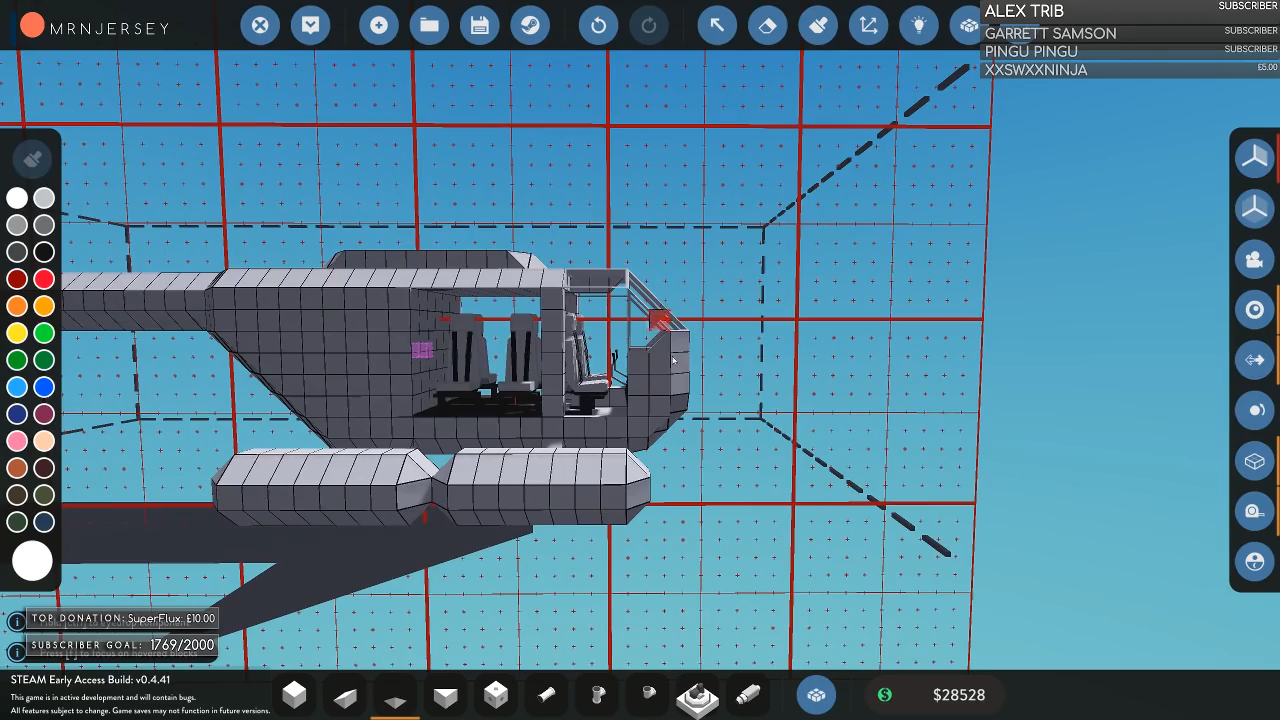 MRNJERSEY
ALEX TRIB SUBSCRIBER
GARRETT SAMSON SUBSCRIBER
PINGU PINGU SUBSCRIBER
XXSWXXNINJA £5.00
TOP DONATION: SuperFlux: £10.00
SUBSCRIBER GOAL: 1769/2000
STEAM Early Access Build: v0.4.41
This game is in active development and will contain bugs.
All features subject to change. Game saves may not function in future versions.
$ $28528